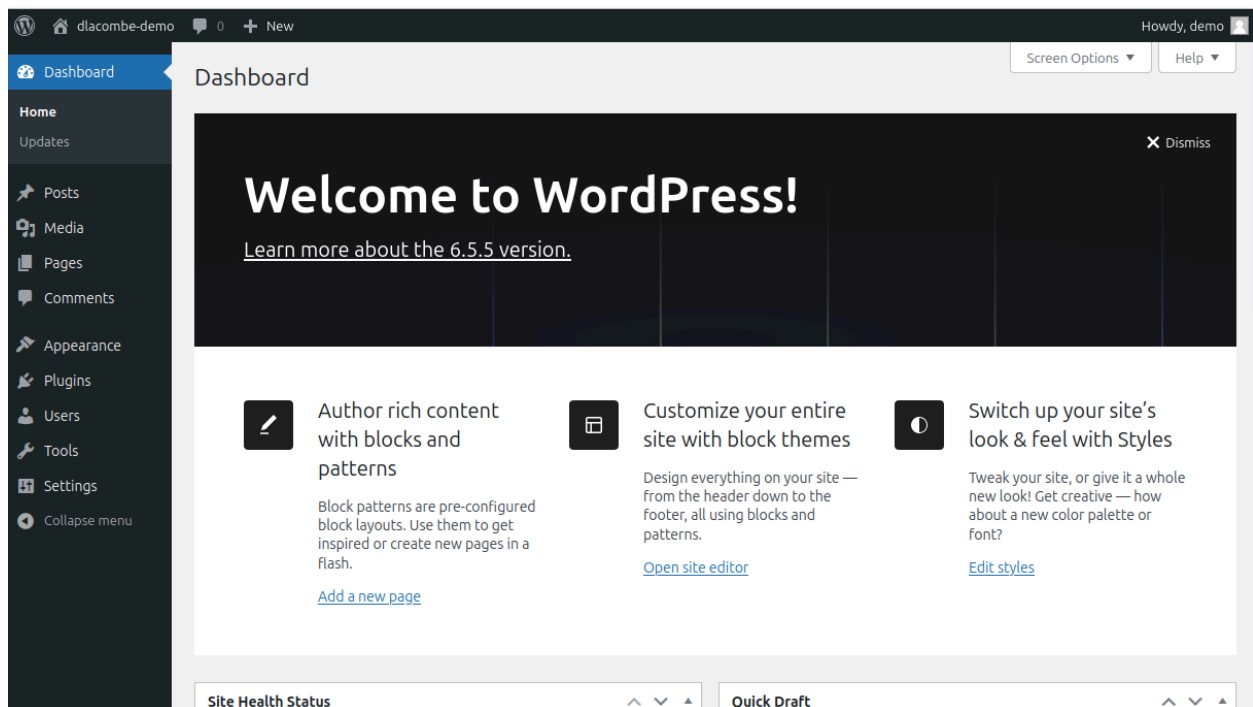 dlacombe-demo 0 New Howdy, demo
Screen Options Help
Dashboard
Home
Updates
Posts
Media
Pages
Comments
Appearance
Plugins
Users
Tools
Settings
Collapse menu
Dashboard
Dismiss
Welcome to WordPress!
Learn more about the 6.5.5 version.
Author rich content
with blocks and
patterns
Block patterns are pre-configured
block layouts. Use them to get
inspired or create new pages in a
flash.
Add a new page
Customize your entire
site with block themes
Design everything on your site —
from the header down to the
footer, all using blocks and
patterns.
Open site editor
Switch up your site’s
look & feel with Styles
Tweak your site, or give it a whole
new look! Get creative — how
about a new color palette or
font?
Edit styles
Site Health Status
Quick Draft